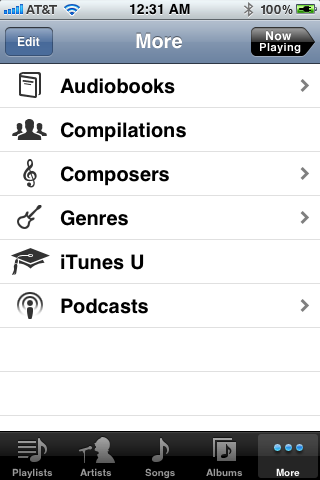 AT&T 12:31 AM 100%
Edit More Now
Playing
Audiobooks
Compilations
Composers
Genres
iTunes U
Podcasts
Playlists Artists Songs Albums More